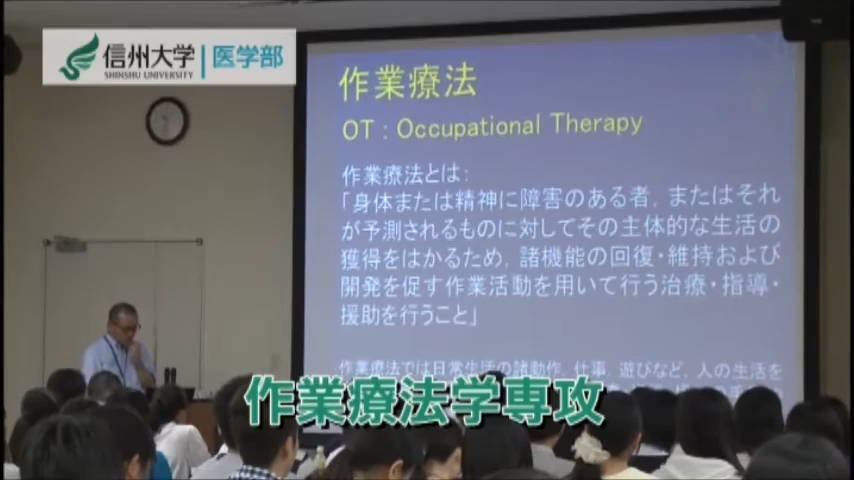 信州大学 医学部
SHINSHU UNIVERSITY
作業療法
OT : Occupational Therapy
作業療法とは:
「身体または精神に障害のある者, またはそれ
が予測されるものに対してその主体的な生活の
獲得をはかるため, 諸機能の回復・維持および
開発を促す作業活動を用いて行う治療・指導・
援助を行うこと」
作業療法では日常生活の諸動作, 仕事, 遊びなど, 人の生活を
作業療法学専攻